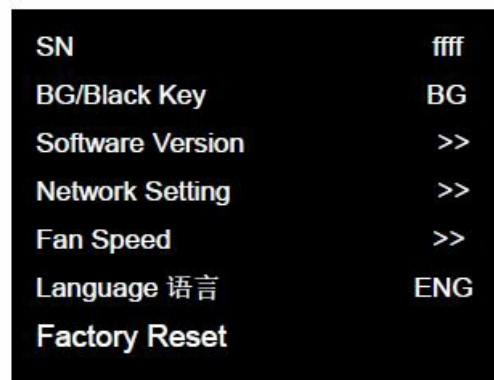 SN ffff
BG/Black Key BG
Software Version >>
Network Setting >>
Fan Speed >>
Language 语言 ENG
Factory Reset